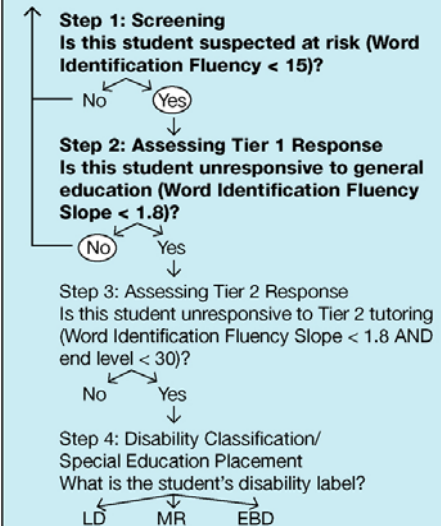 Step 1: Screening
Is this student suspected at risk (Word
Identification Fluency < 15)?
No Yes
Step 2: Assessing Tier 1 Response
Is this student unresponsive to general
education (Word Identification Fluency
Slope < 1.8)?
No Yes
Step 3: Assessing Tier 2 Response
Is this student unresponsive to Tier 2 tutoring
(Word Identification Fluency Slope < 1.8 AND
end level < 30)?
No Yes
Step 4: Disability Classification/
Special Education Placement
What is the student's disability label?
LD MR EBD